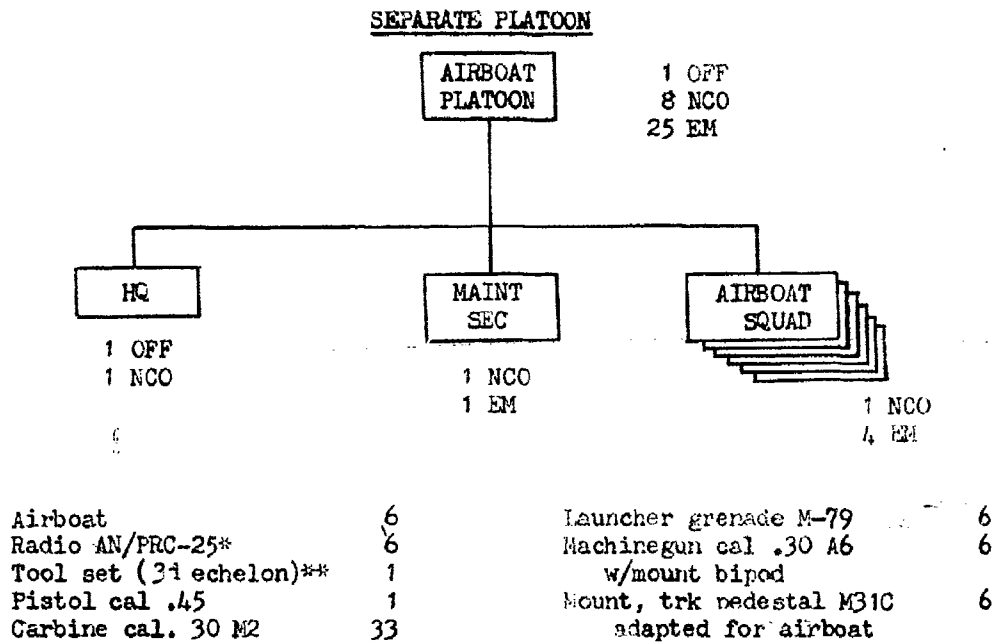 SEPARATE PLATOON
AIRBOAT
PLATOON
1 OFF
8 NCO
25 EM
HQ
1 OFF
1 NCO
MAINT
SEC
1 NCO
1 EM
AIRBOAT
SQUAD
1 NCO
4 EM
Airboat 6
Radio AN/PRC-25* 6
Tool set (3d echelon)** 1
Pistol cal .45 1
Carbine cal. 30 M2 33
Launcher grenade M-79 6
Machinegun cal .30 A6 6
w/mount bipod
Mount, trk pedestal M31C 6
adapted for airboat